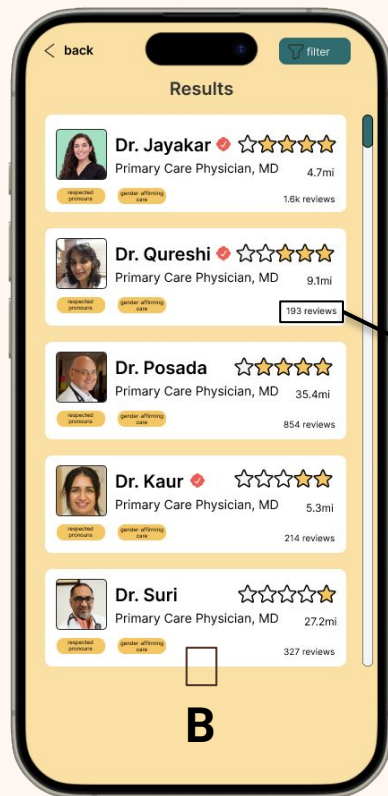 back
filter
Results
Dr. Jayakar
Primary Care Physician, MD
4.7mi
respected pronouns
gender-affirming care
1.6k reviews
Dr. Qureshi
Primary Care Physician, MD
9.1mi
respected pronouns
gender-affirming care
193 reviews
Dr. Posada
Primary Care Physician, MD
35.4mi
respected pronouns
gender-affirming care
854 reviews
Dr. Kaur
Primary Care Physician, MD
5.3mi
respected pronouns
gender-affirming care
214 reviews
Dr. Suri
Primary Care Physician, MD
27.2mi
respected pronouns
gender-affirming care
327 reviews
B